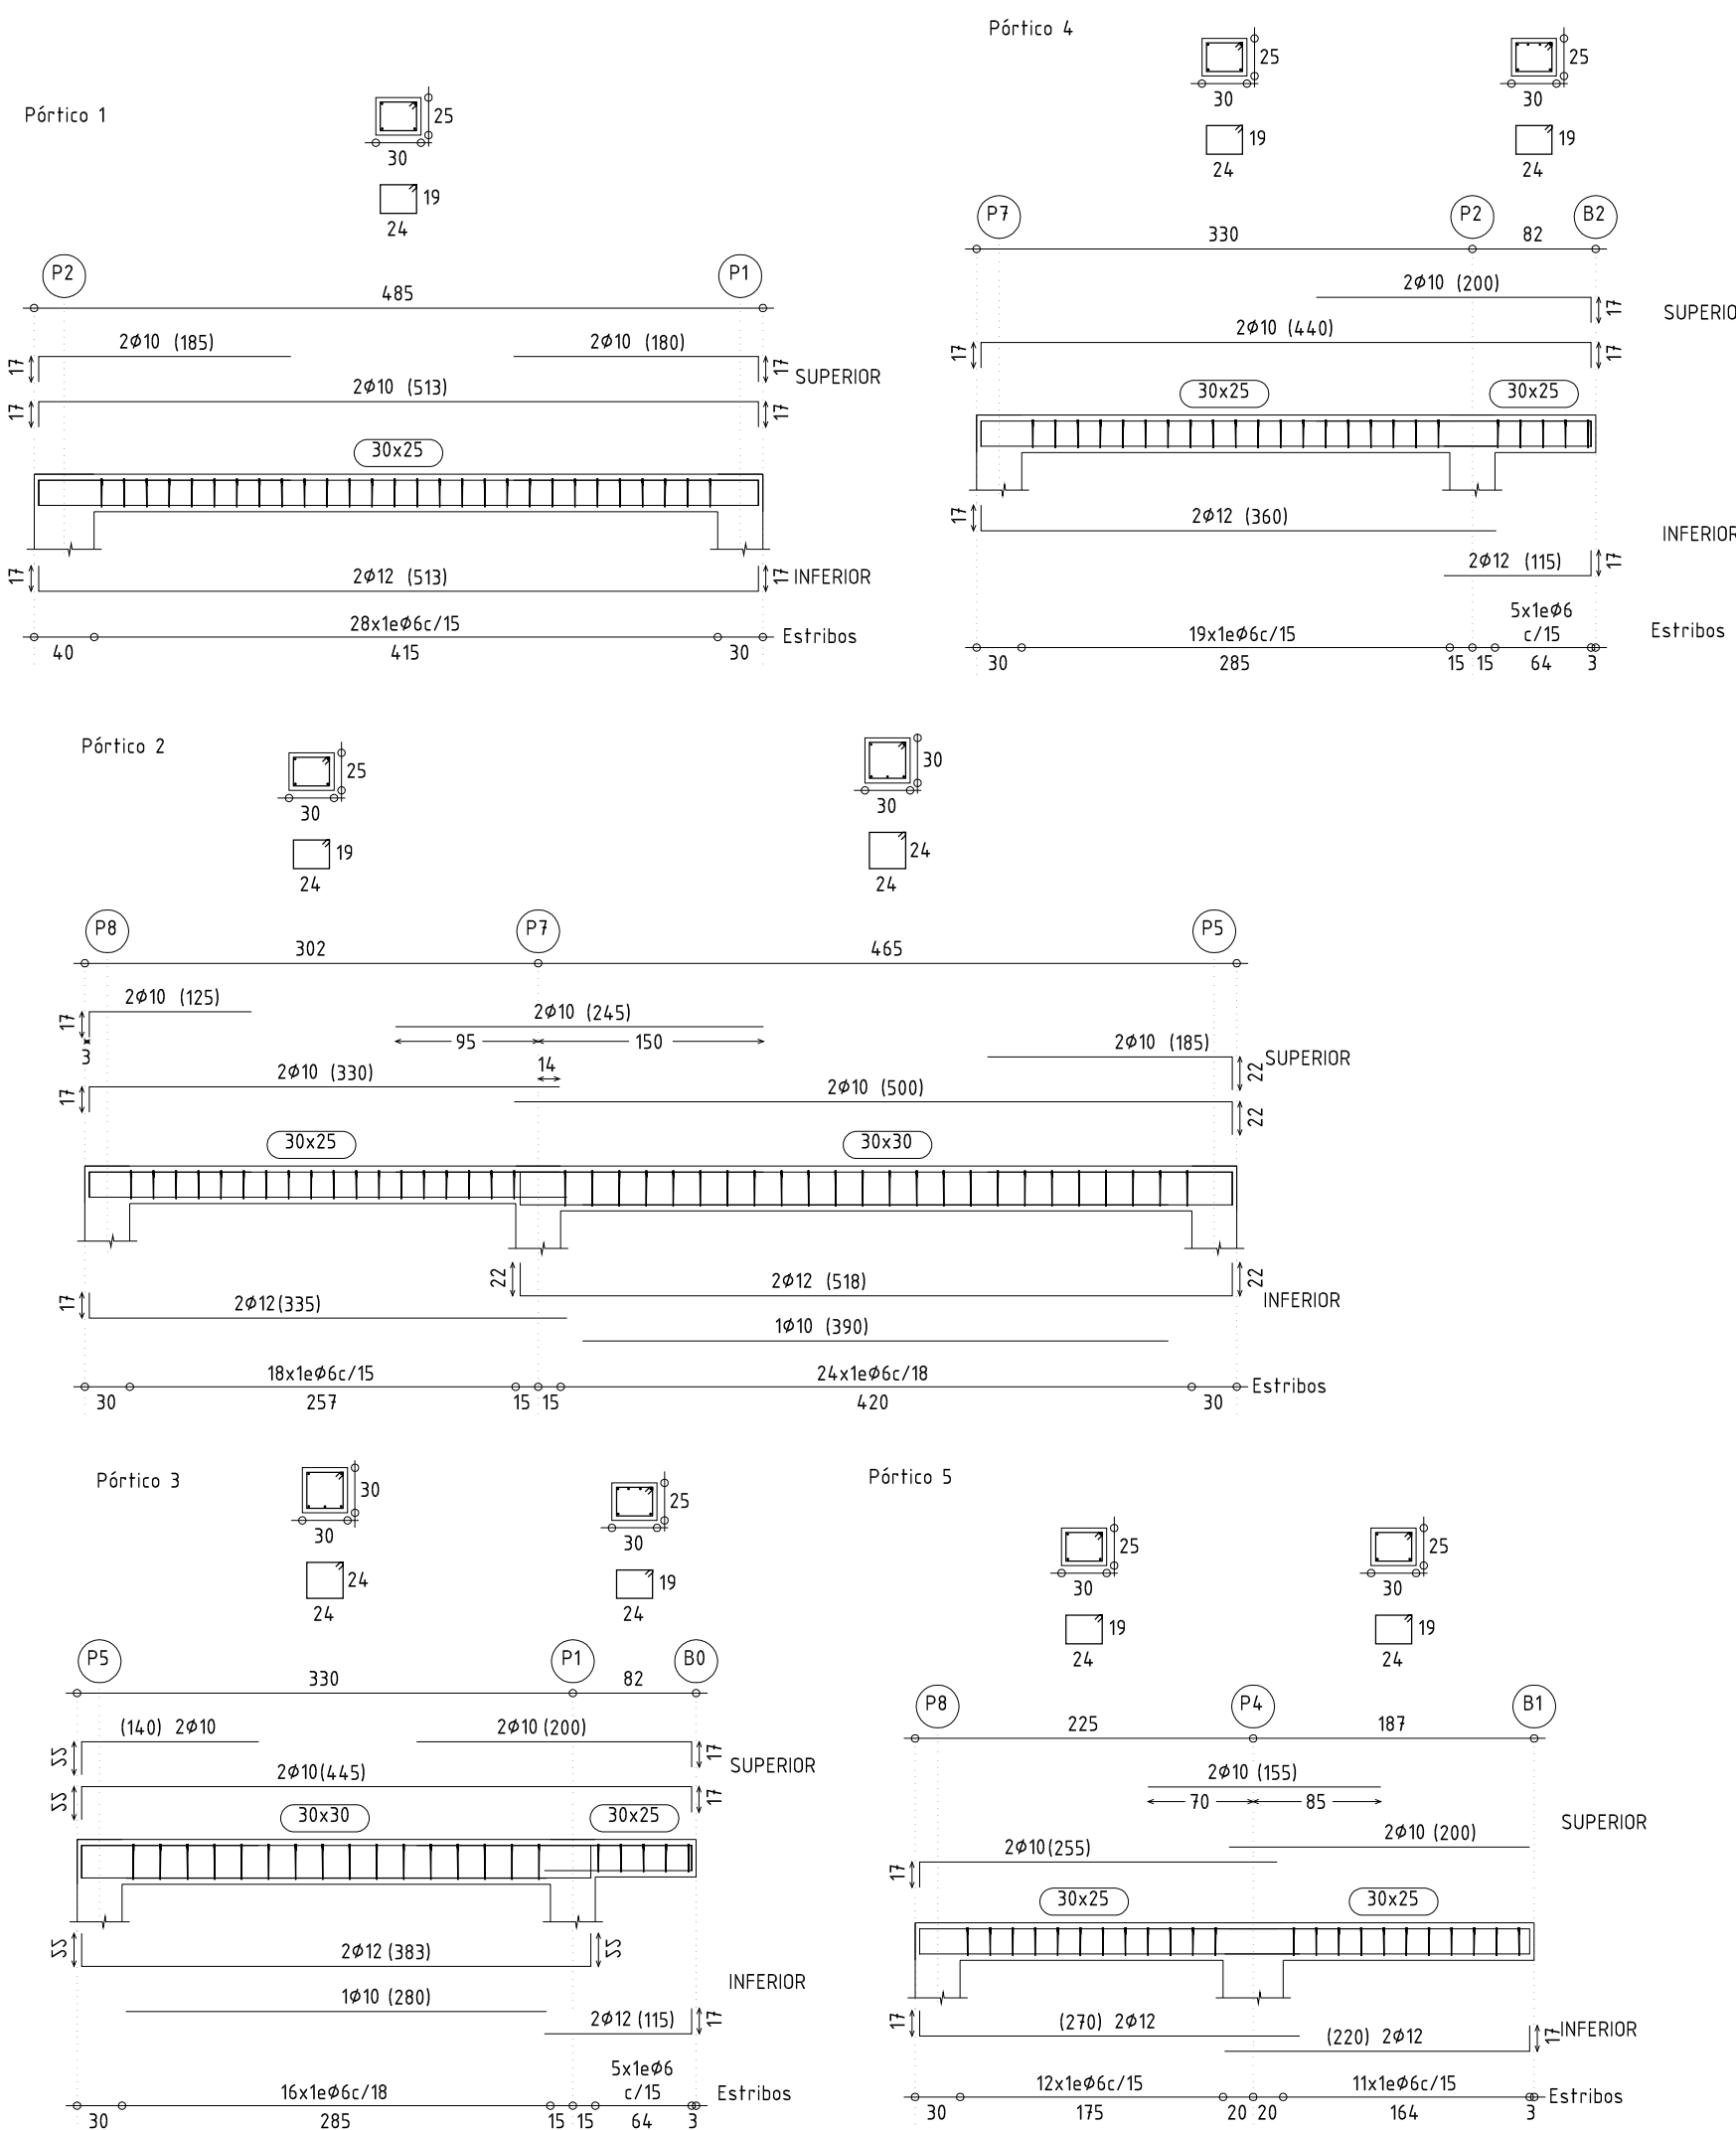 Pórtico 1
25
30
19
24
P2
P1
485
2Ø10 (185)
2Ø10 (180)
17
17
SUPERIOR
2Ø10 (513)
17
17
30x25
2Ø12 (513)
17
17
INFERIOR
28x1eØ6c/15
Estribos
40
415
30
Pórtico 4
25
25
30
30
19
19
24
24
P7
P2
B2
330
82
2Ø10 (200)
17
SUPERIO
2Ø10 (440)
17
17
30x25
30x25
2Ø12 (360)
17
INFERIOR
2Ø12 (115)
17
5x1eØ6
c/15
19x1eØ6c/15
Estribos
30
285
15
15
64
3
Pórtico 2
25
30
30
30
19
24
24
24
P8
P7
P5
302
465
2Ø10 (125)
17
3
2Ø10 (245)
95
150
2Ø10 (185)
22
SUPERIOR
14
2Ø10 (330)
17
2Ø10 (500)
22
30x25
30x30
2Ø12 (518)
22
22
INFERIOR
2Ø12(335)
17
1Ø10 (390)
18x1eØ6c/15
24x1eØ6c/18
Estribos
30
257
15
15
420
30
Pórtico 3
30
25
30
30
24
19
24
24
P5
P1
B0
330
82
(140) 2Ø10
22
2Ø10 (200)
17
SUPERIOR
2Ø10(445)
22
17
30x30
30x25
2Ø12 (383)
22
22
INFERIOR
1Ø10 (280)
2Ø12 (115)
17
5x1eØ6
c/15
16x1eØ6c/18
Estribos
30
285
15
15
64
3
Pórtico 5
25
25
30
30
19
19
24
24
P8
P4
B1
225
187
2Ø10 (155)
70
85
SUPERIOR
2Ø10 (200)
2Ø10(255)
17
30x25
30x25
17
(270) 2Ø12
(220) 2Ø12
17
INFERIOR
12x1eØ6c/15
11x1eØ6c/15
Estribos
30
175
20
20
164
3